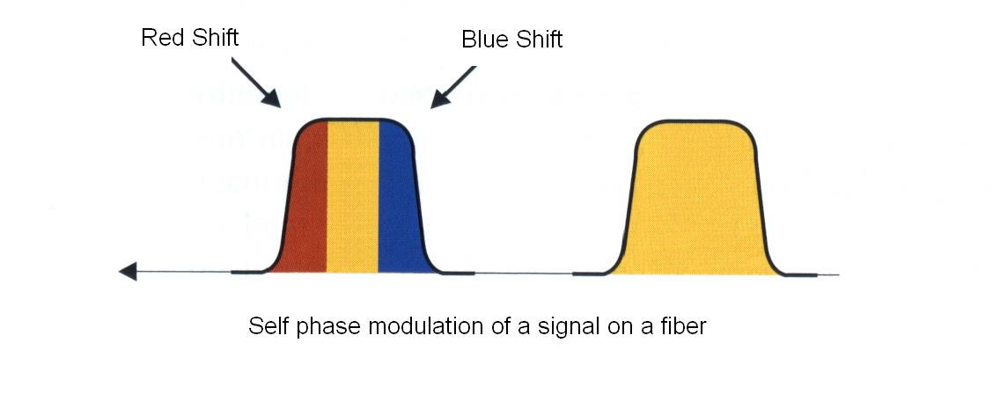 Red Shift
Blue Shift
Self phase modulation of a signal on a fiber